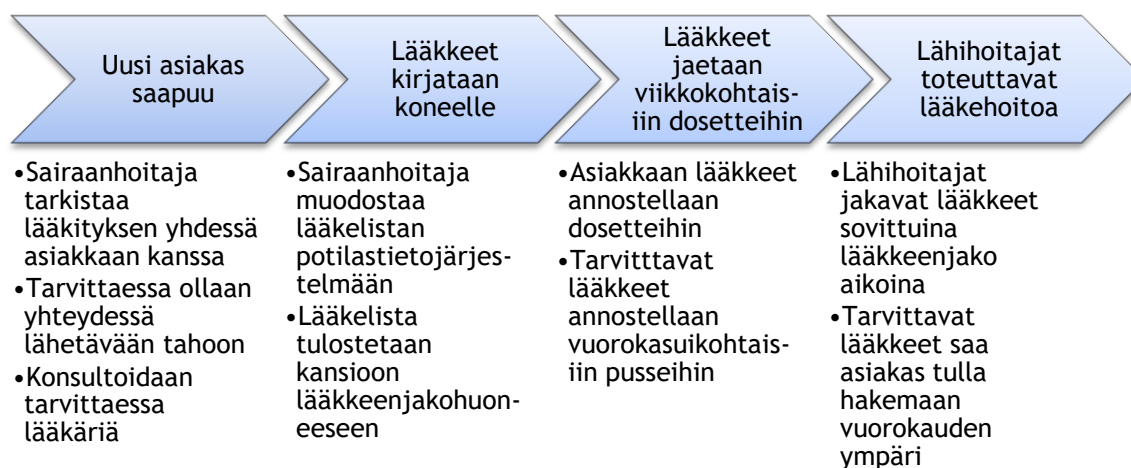 Uusi asiakas
saapuu
Lääkkeet
kirjataan
koneelle
Lääkkeet
jaetaan
viikkokohtais-
iin dosetteihin
Lähihoitajat
toteuttavat
lääkehoitoa
•Sairaanhoitaja
tarkistaa
lääkityksen yhdessä
asiakkaan kanssa
•Tarvittaessa ollaan
yhteydessä
lähetävään tahoon
•Konsultoidaan
tarvittaessa
lääkäriä
•Sairaanhoitaja
muodostaa
lääkelistan
potilastietojärjes-
telmään
•Lääkelista
tulostetaan
kansioon
lääkkeenjakohuon-
eeseen
•Asiakkaan lääkkeet
annostellaan
dosetteihin
•Tarvitttavat
lääkkeet
annostellaan
vuorokasuikohtais-
iin pusseihin
•Lähihoitajat
jakavat lääkkeet
sovittuina
lääkkeenjako
aikoina
•Tarvittavat
lääkkeet saa
asiakas tulla
hakemaan
vuorokauden
ympäri